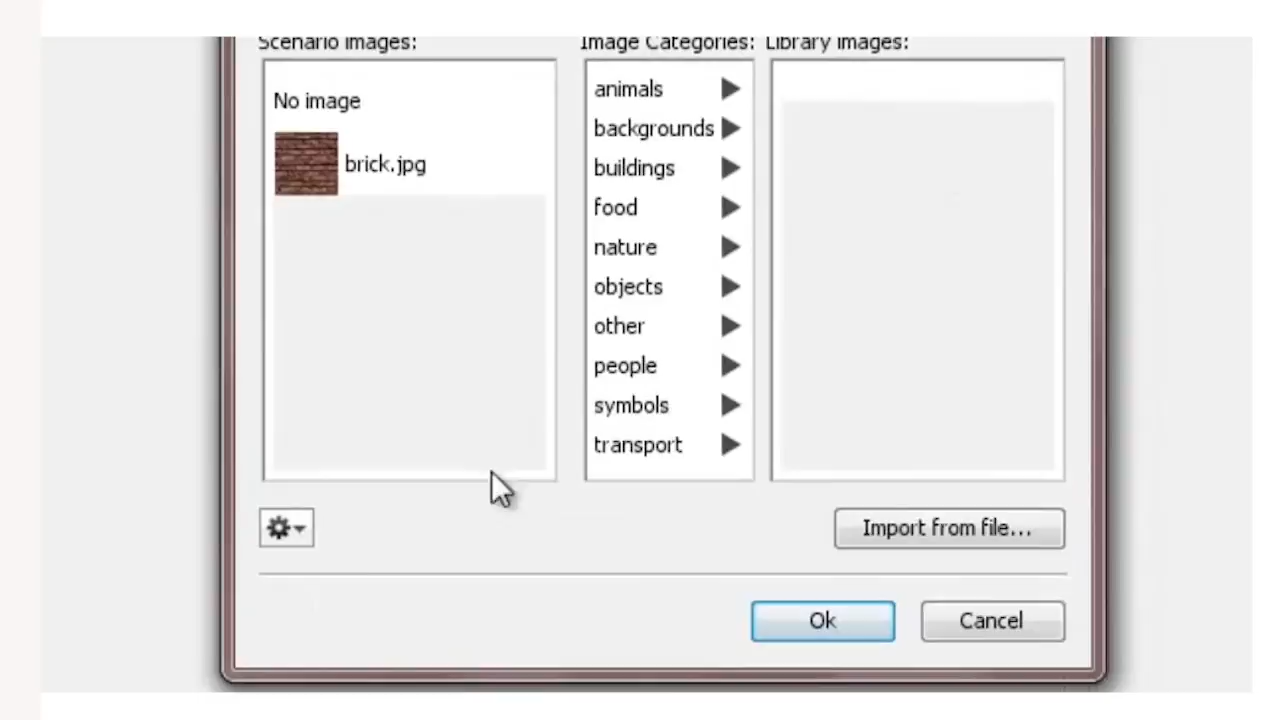 Scenario images:
Image Categories:
Library images:
No image
brick.jpg
animals
backgrounds
buildings
food
nature
objects
other
people
symbols
transport
Import from file...
Ok
Cancel